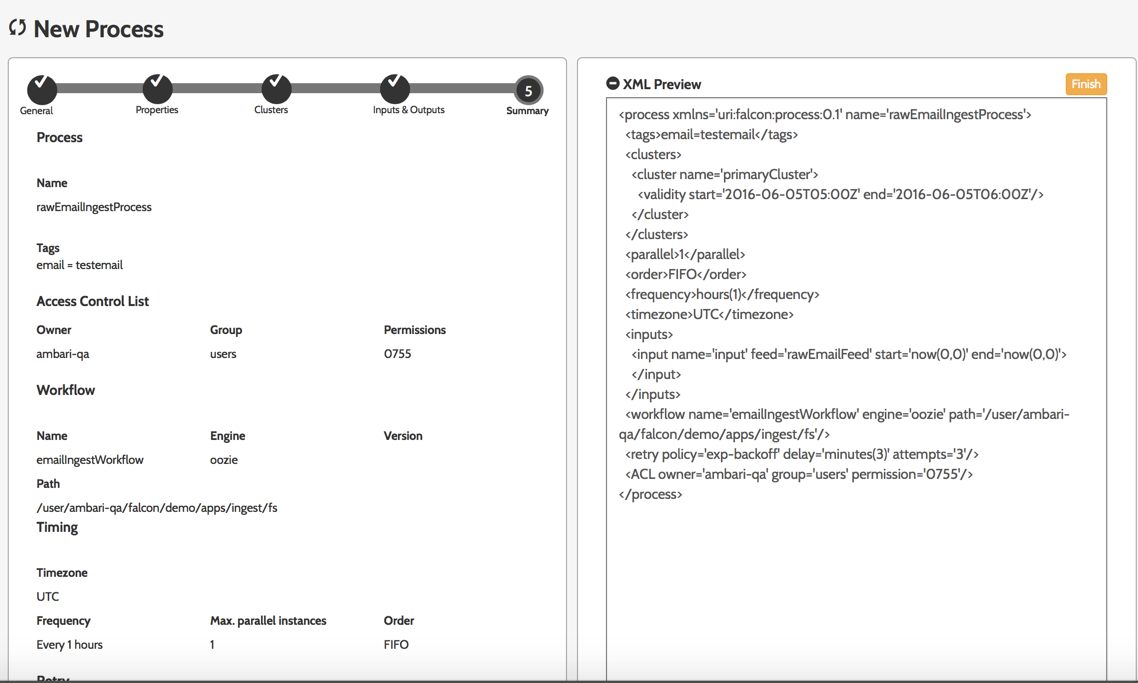 New Process
General
Properties
Clusters
Inputs & Outputs
5
Summary
Process
Name
rawEmailIngestProcess
Tags
email = testemail
Access Control List
Owner Group Permissions
ambari-qa users 0755
Workflow
Name Engine Version
emailIngestWorkflow oozie
Path
/user/ambari-qa/falcon/demo/apps/ingest/fs
Timing
Timezone
UTC
Frequency Max. parallel instances Order
Every 1 hours 1 FIFO
Retry
XML Preview
Finish
<process xmlns='uri:falcon:process:0.1' name='rawEmailIngestProcess'>
<tags>email=testemail</tags>
<clusters>
<cluster name='primaryCluster'>
<validity start='2016-06-05T05:00Z' end='2016-06-05T06:00Z'/>
</cluster>
</clusters>
<parallel>1</parallel>
<order>FIFO</order>
<frequency>hours(1)</frequency>
<timezone>UTC</timezone>
<inputs>
<input name='input' feed='rawEmailFeed' start='now(0,0)' end='now(0,0)'>
</input>
</inputs>
<workflow name='emailIngestWorkflow' engine='oozie' path='/user/ambari-
qa/falcon/demo/apps/ingest/fs'/>
<retry policy='exp-backoff' delay='minutes(3)' attempts='3'/>
<ACL owner='ambari-qa' group='users' permission='0755'/>
</process>